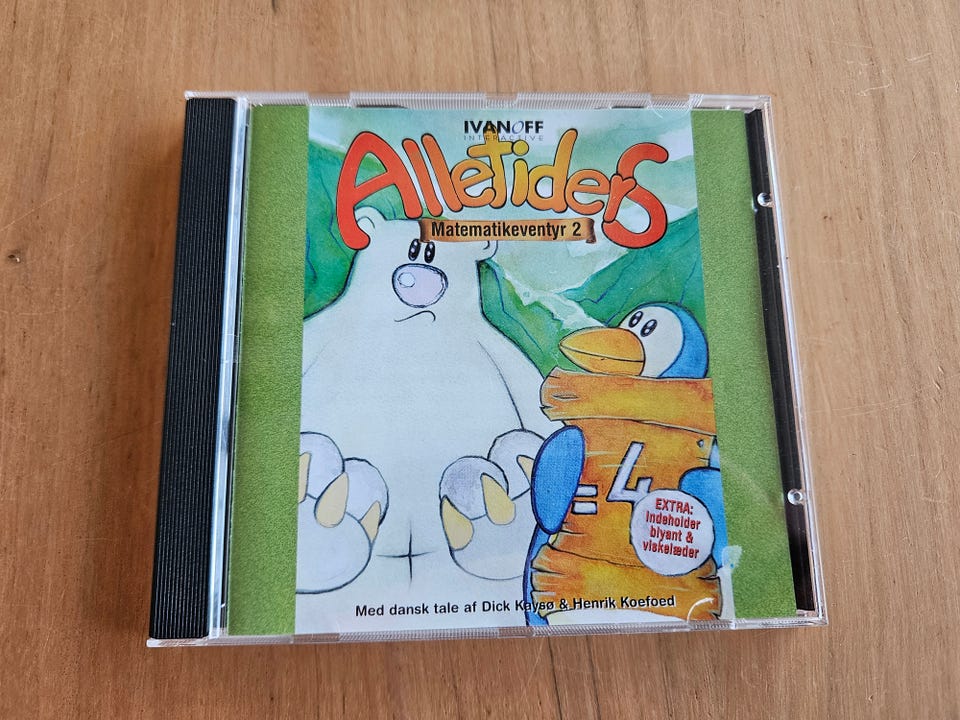 IVANOFF
INTERACTIVE
AlleTiderS
Matematikeventyr 2
= 4
EXTRA:
Indeholder
blyant &
viskelæder
Med dansk tale af Dick Kaysø & Henrik Koefoed